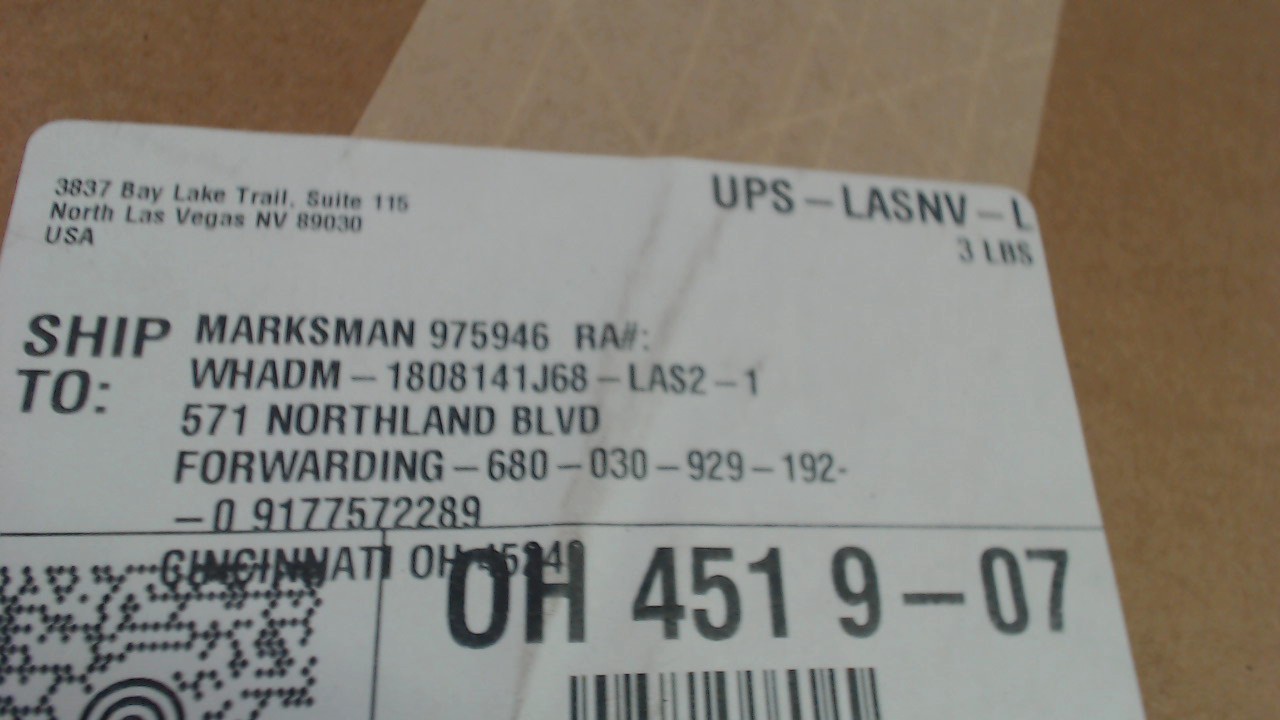 3837 Bay Lake Trail, Suite 115
North Las Vegas NV 89030
USA
UPS-LASNV-L
3 LBS
SHIP TO:
MARKSMAN 975946 RA#:
WHADM-1808141J68-LAS2-1
571 NORTHLAND BLVD
FORWARDING-680-030-929-192-
-0 9177572289
CINCINNATI OH 45240
OH 451 9-07